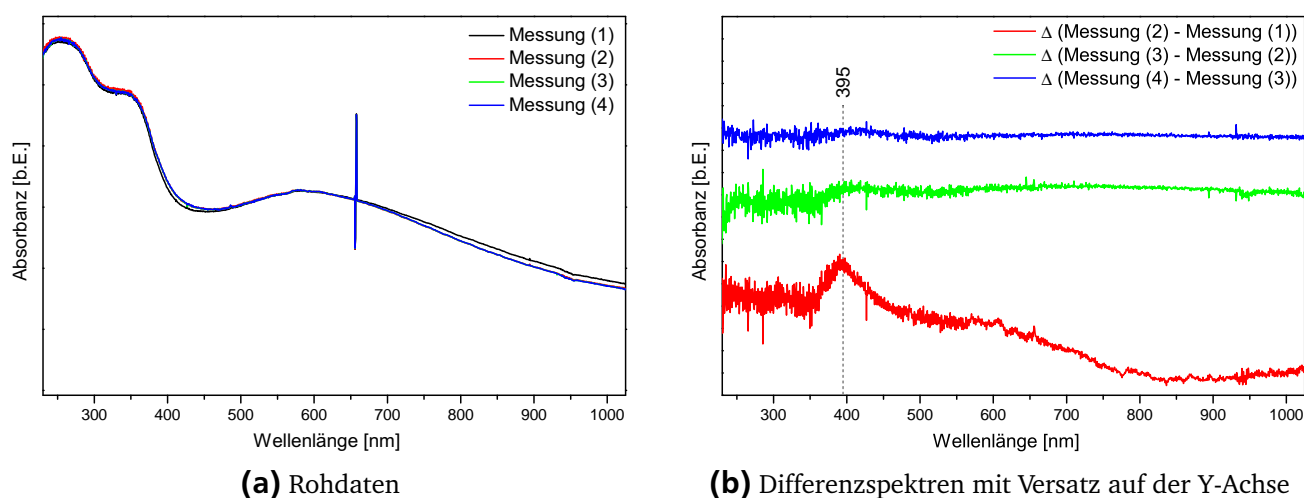 Absorbanz [b.E.]
Messung (1)
Messung (2)
Messung (3)
Messung (4)
300 400 500 600 700 800 900 1000
Wellenlänge [nm]
(a) Rohdaten
Absorbanz [b.E.]
395
Δ (Messung (2) - Messung (1))
Δ (Messung (3) - Messung (2))
Δ (Messung (4) - Messung (3))
300 400 500 600 700 800 900 1000
Wellenlänge [nm]
(b) Differenzspektren mit Versatz auf der Y-Achse